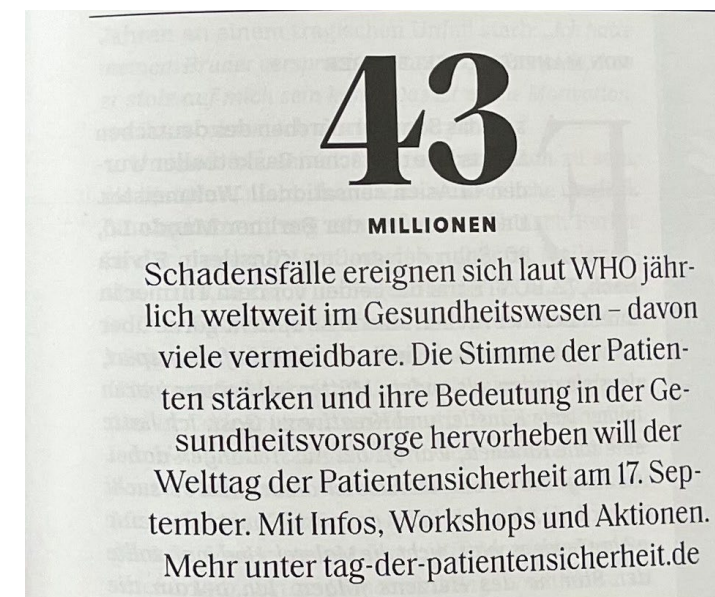 43
MILLIONEN
Schadensfälle ereignen sich laut WHO jähr-
lich weltweit im Gesundheitswesen – davon
viele vermeidbare. Die Stimme der Patien-
ten stärken und ihre Bedeutung in der Ge-
sundheitsvorsorge hervorheben will der
Welttag der Patientensicherheit am 17. Sep-
tember. Mit Infos, Workshops und Aktionen.
Mehr unter tag-der-patientensicherheit.de